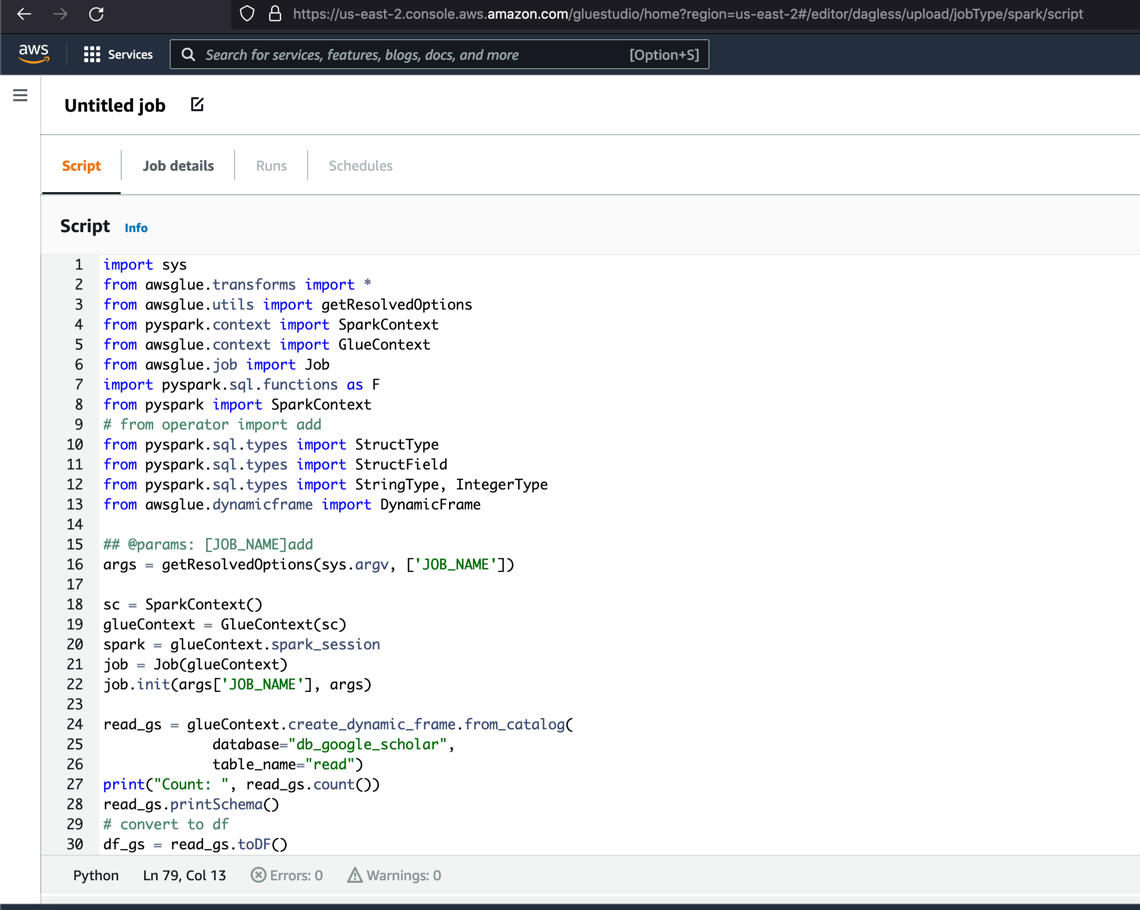 https://us-east-2.console.aws.amazon.com/gluestudio/home?region=us-east-2#/editor/dagless/upload/jobType/spark/script
aws Services Search for services, features, blogs, docs, and more [Option+S]
Untitled job
Script Job details Runs Schedules
Script Info
1 import sys
2 from awsglue.transforms import *
3 from awsglue.utils import getResolvedOptions
4 from pyspark.context import SparkContext
5 from awsglue.context import GlueContext
6 from awsglue.job import Job
7 import pyspark.sql.functions as F
8 from pyspark import SparkContext
9 # from operator import add
10 from pyspark.sql.types import StructType
11 from pyspark.sql.types import StructField
12 from pyspark.sql.types import StringType, IntegerType
13 from awsglue.dynamicframe import DynamicFrame
14
15 ## @params: [JOB_NAME]add
16 args = getResolvedOptions(sys.argv, ['JOB_NAME'])
17
18 sc = SparkContext()
19 glueContext = GlueContext(sc)
20 spark = glueContext.spark_session
21 job = Job(glueContext)
22 job.init(args['JOB_NAME'], args)
23
24 read_gs = glueContext.create_dynamic_frame.from_catalog(
25 database="db_google_scholar",
26 table_name="read")
27 print("Count: ", read_gs.count())
28 read_gs.printSchema()
29 # convert to df
30 df_gs = read_gs.toDF()
Python Ln 79, Col 13 Errors: 0 Warnings: 0